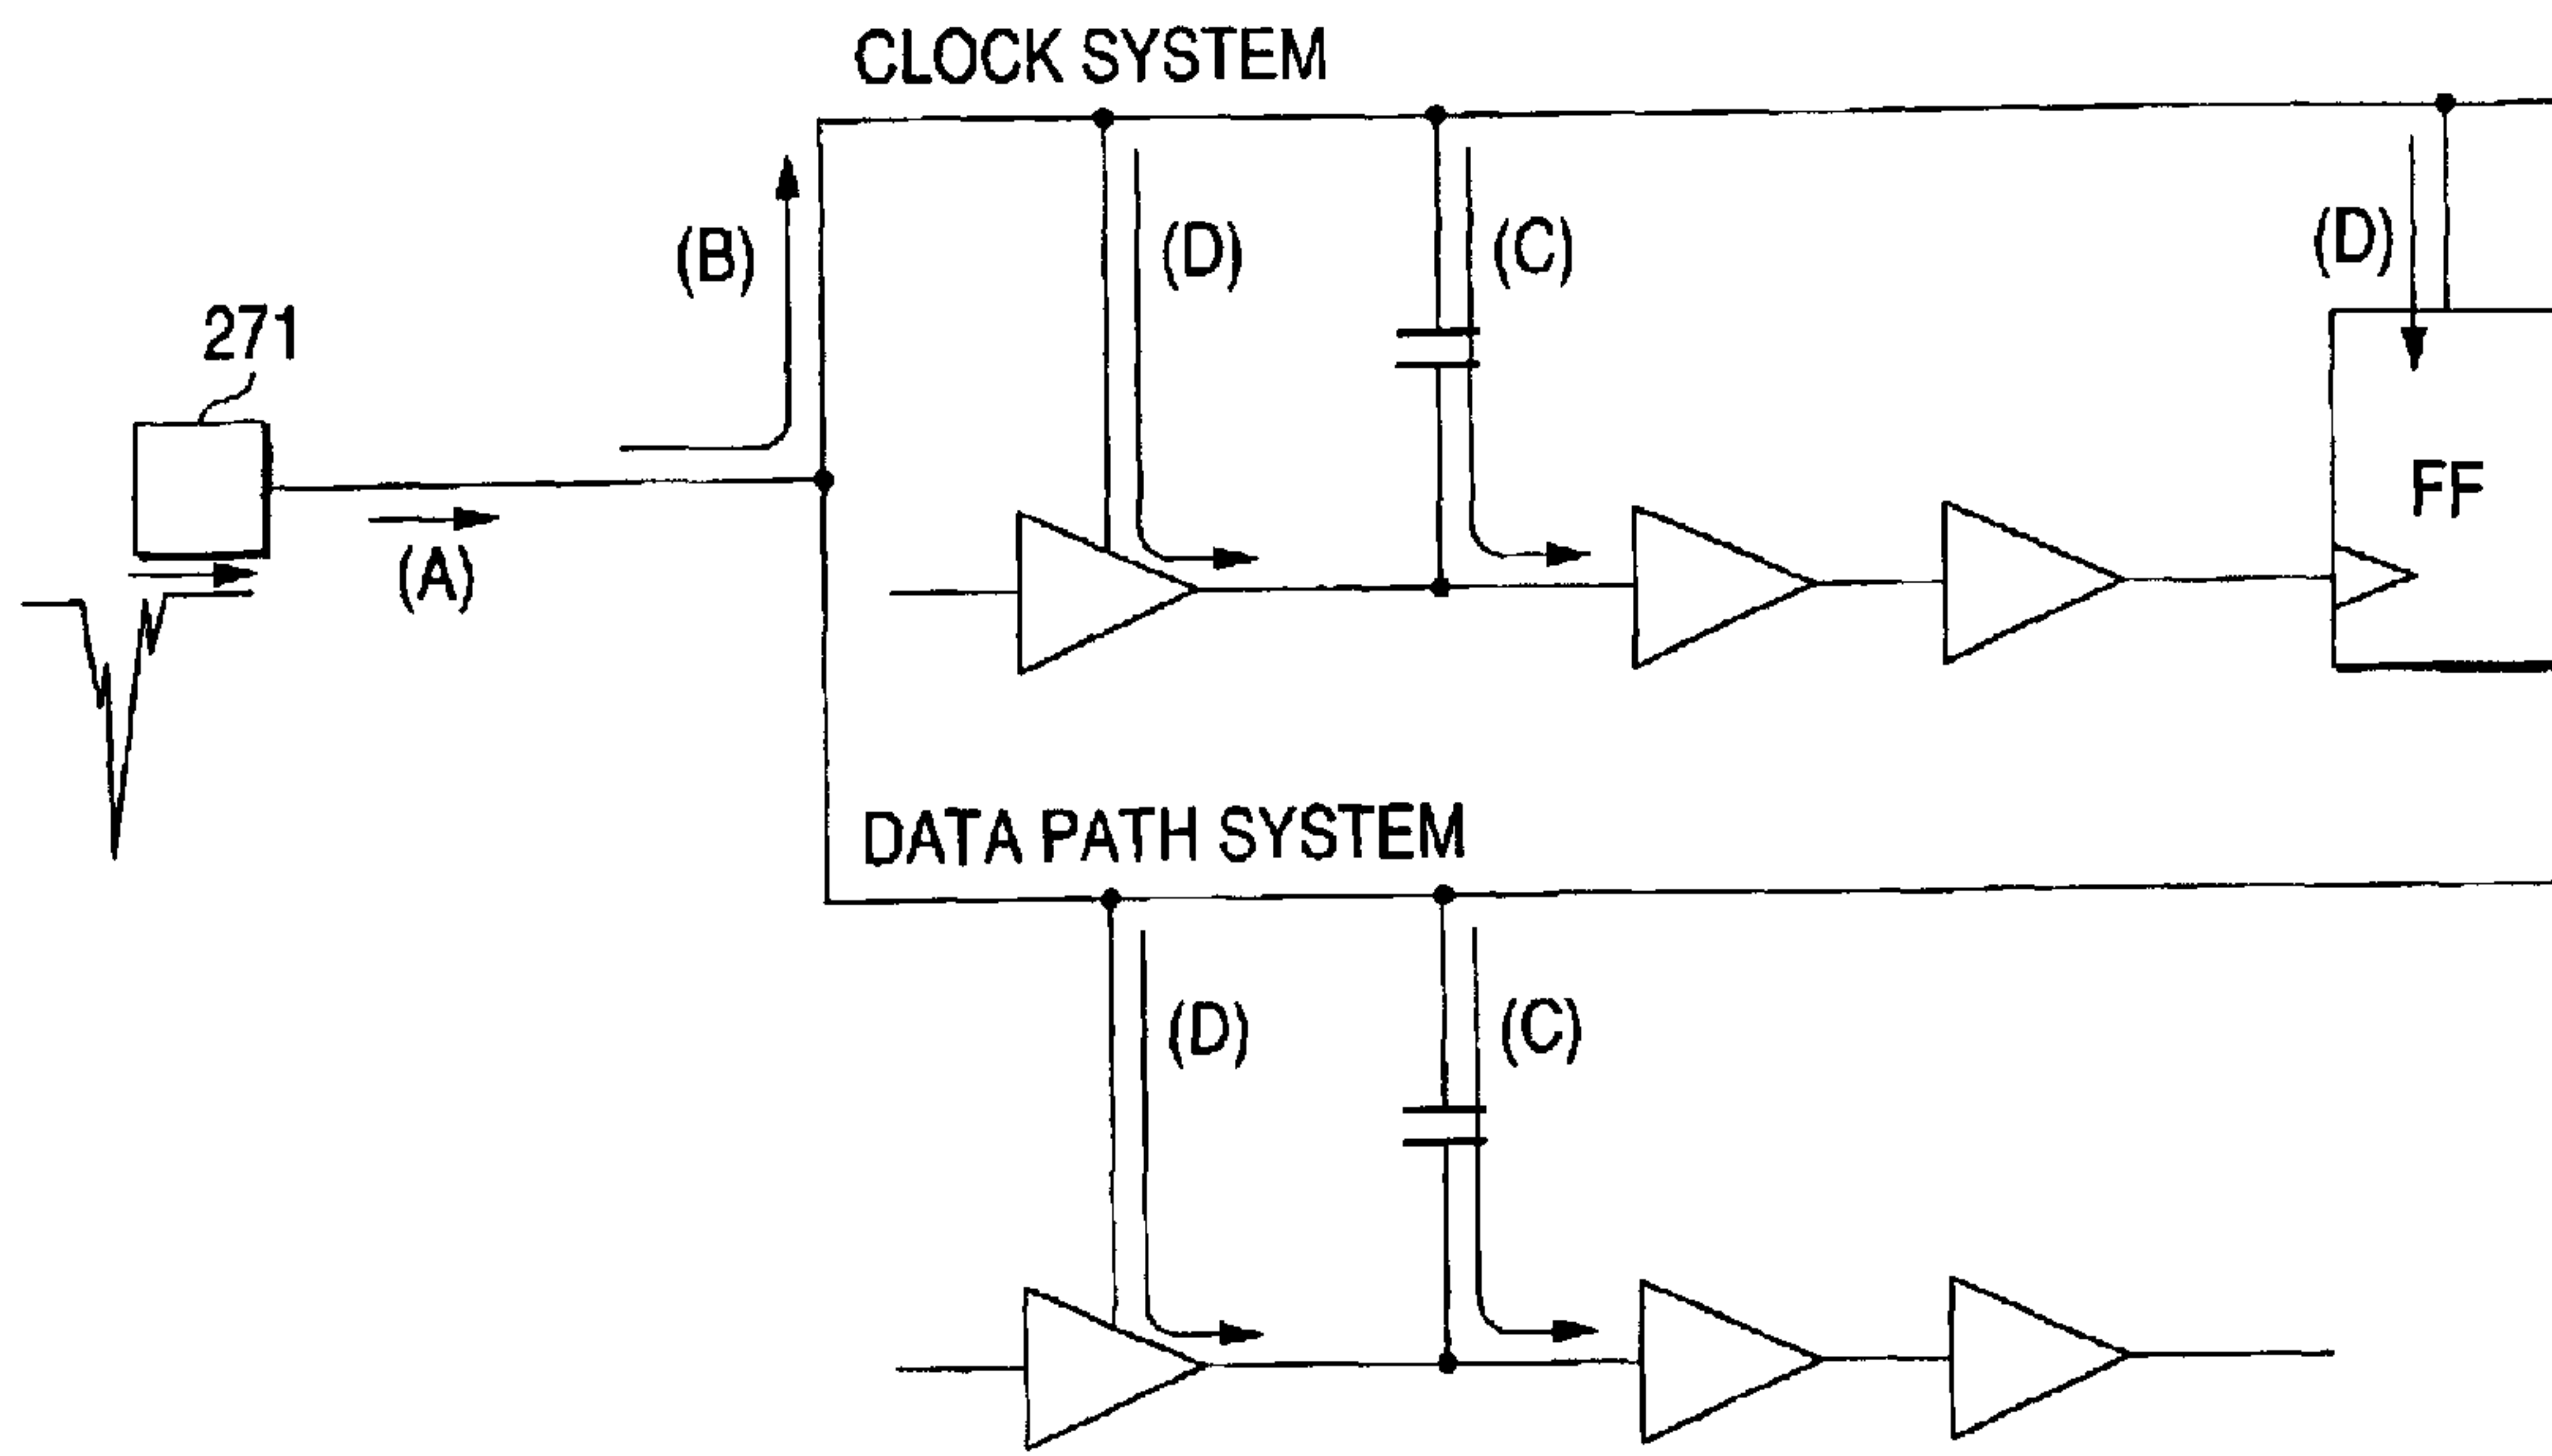 CLOCK SYSTEM
(B)
(D)
(C)
(D)
271
(A)
FF
DATA PATH SYSTEM
(D)
(C)